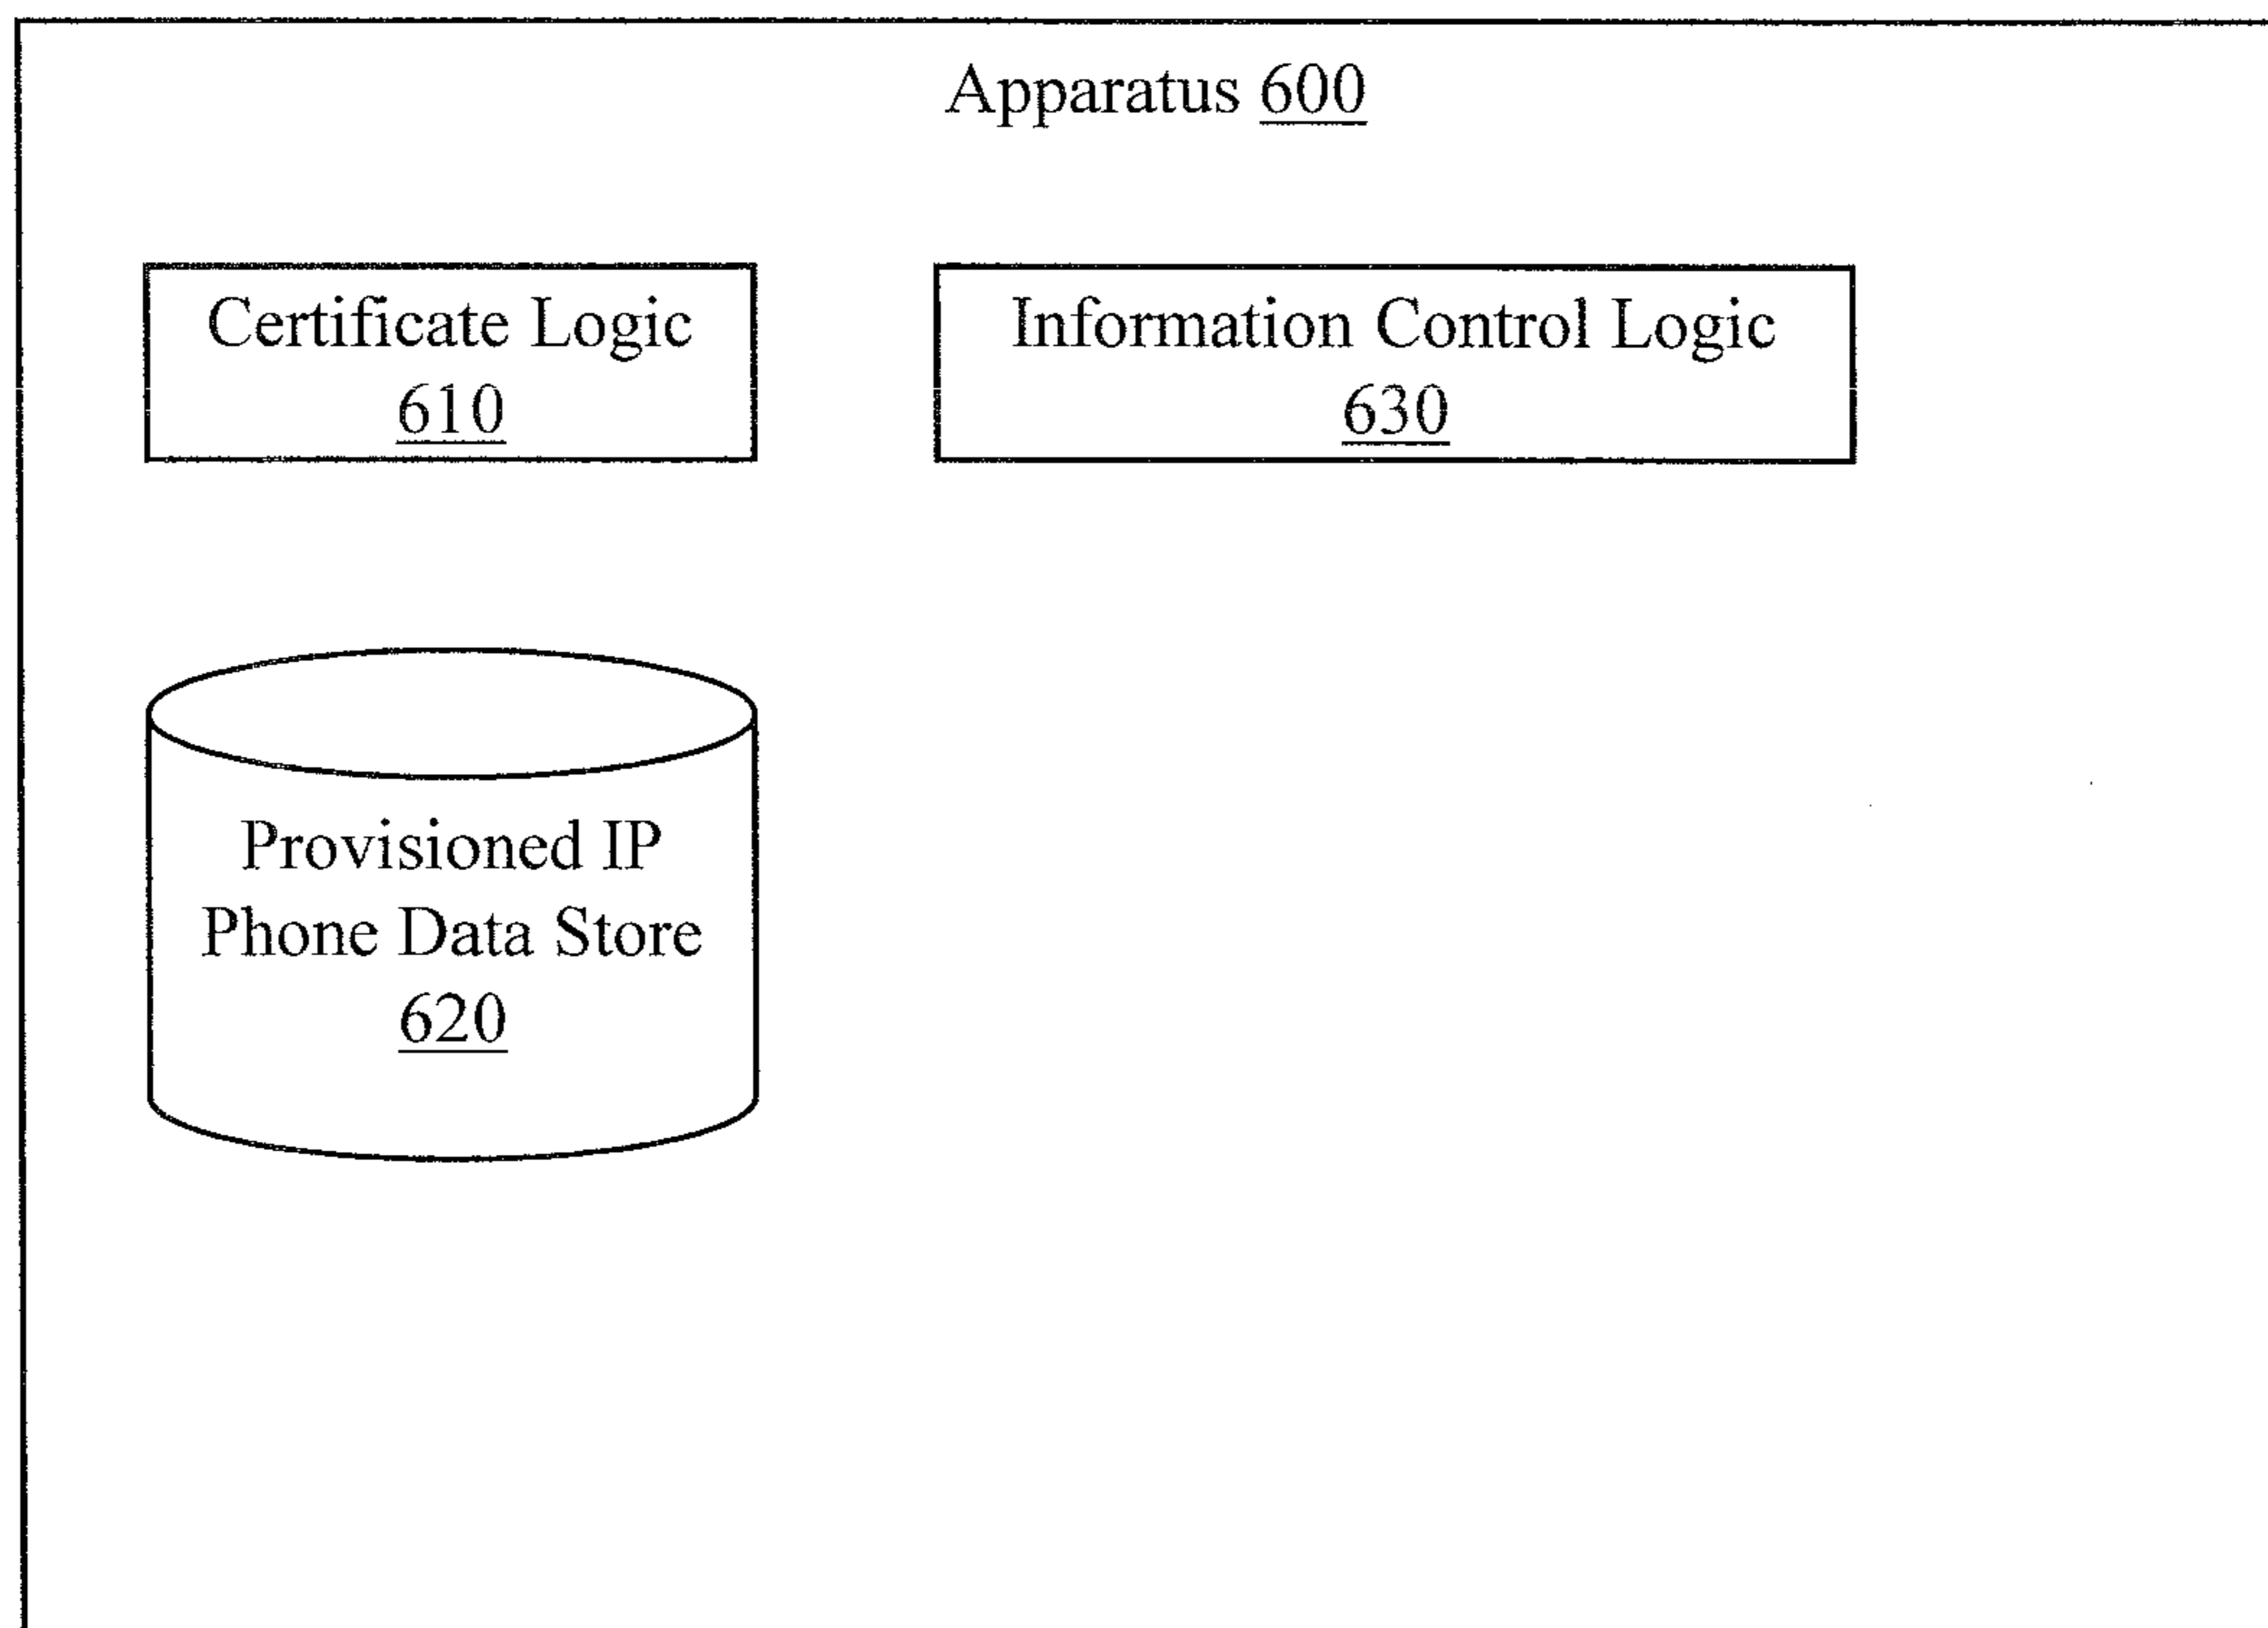 Apparatus 600
Certificate Logic
610
Information Control Logic
630
Provisioned IP
Phone Data Store
620